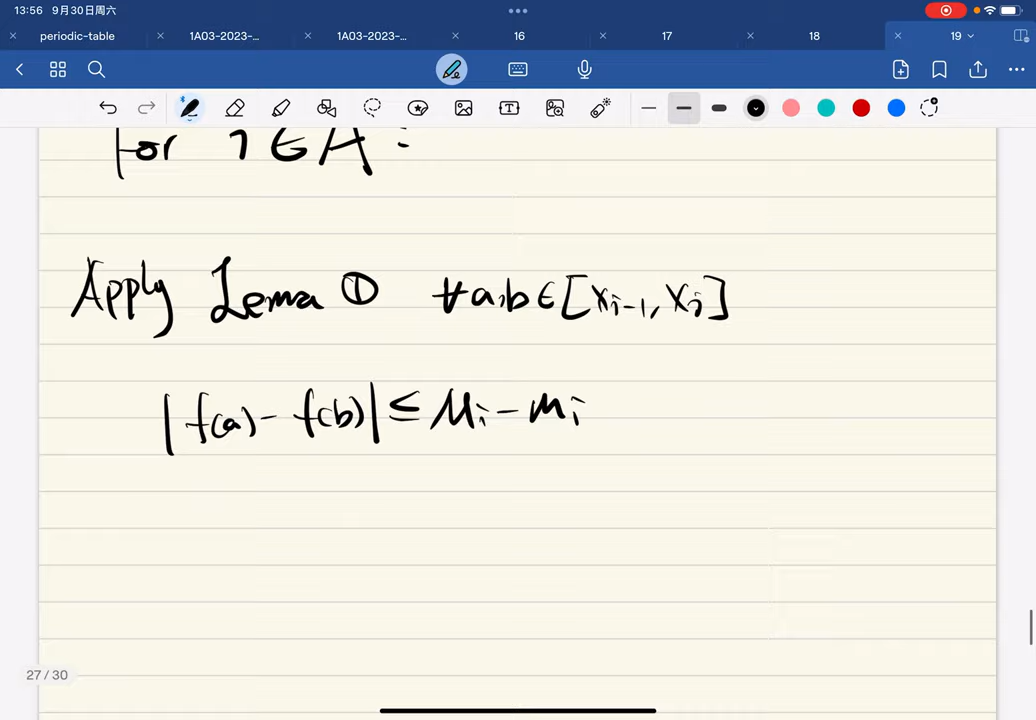 13:56 9月30日周六
periodic-table 1A03-2023-... 1A03-2023-... 16 17 18 19
for i ∈ A:
Apply Lema ① ∀a,b ∈ [xᵢ₋₁, xᵢ]
|f(a) - f(b)| ≤ Mᵢ - mᵢ
27 / 30